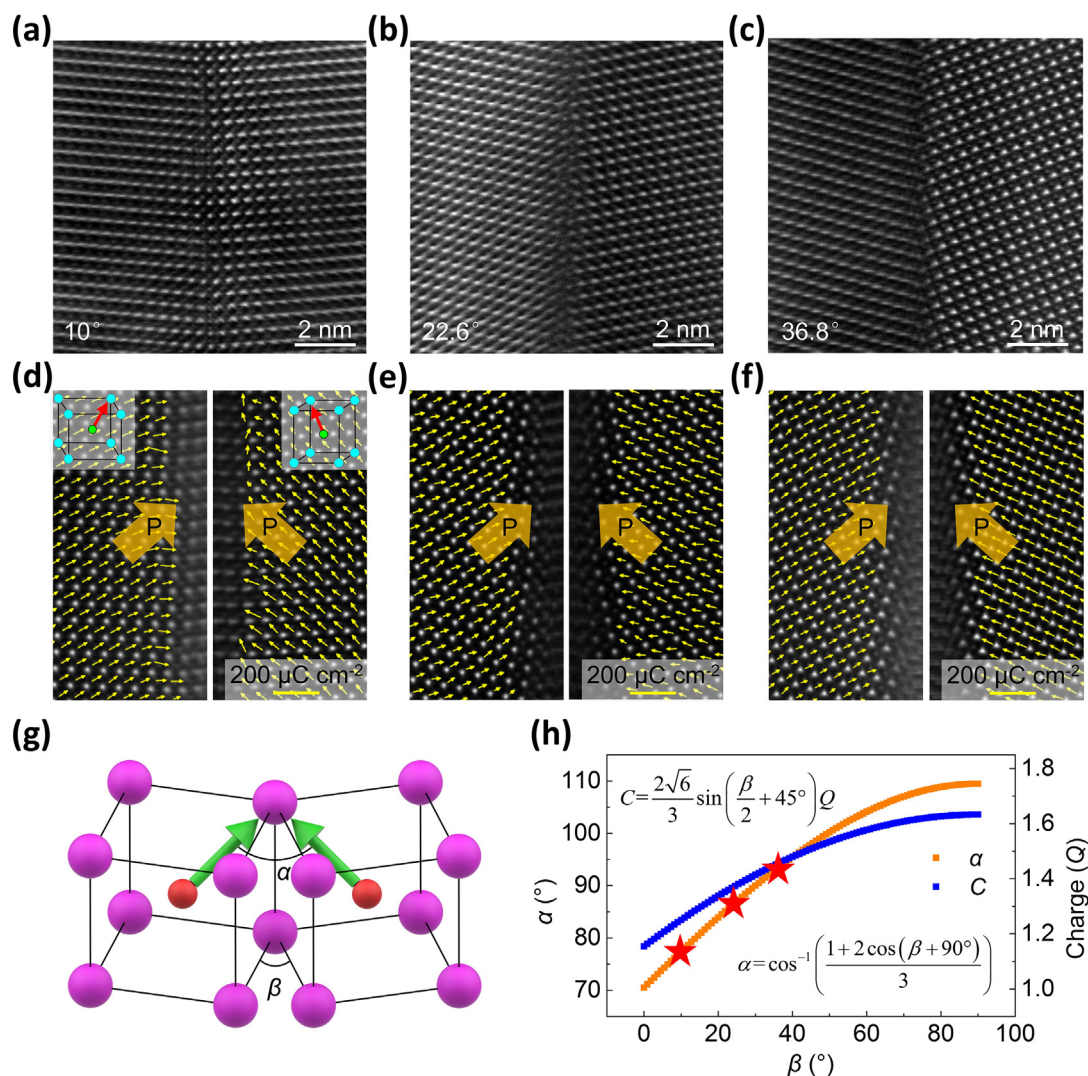 (a)
(b)
(c)
10°
2 nm
22.6°
2 nm
36.8°
2 nm
(d)
(e)
(f)
P
P
P
P
P
P
200 μC cm-2
200 μC cm-2
200 μC cm-2
(g)
α
β
(h)
C=2√6/3 sin(β/2+45°)Q
α=cos⁻¹(1+2cos(β+90°)/3)
α
C
α (°)
110
100
90
80
70
1.8
1.6
1.4
1.2
1.0
Charge (Q)
0 20 40 60 80 100
β (°)